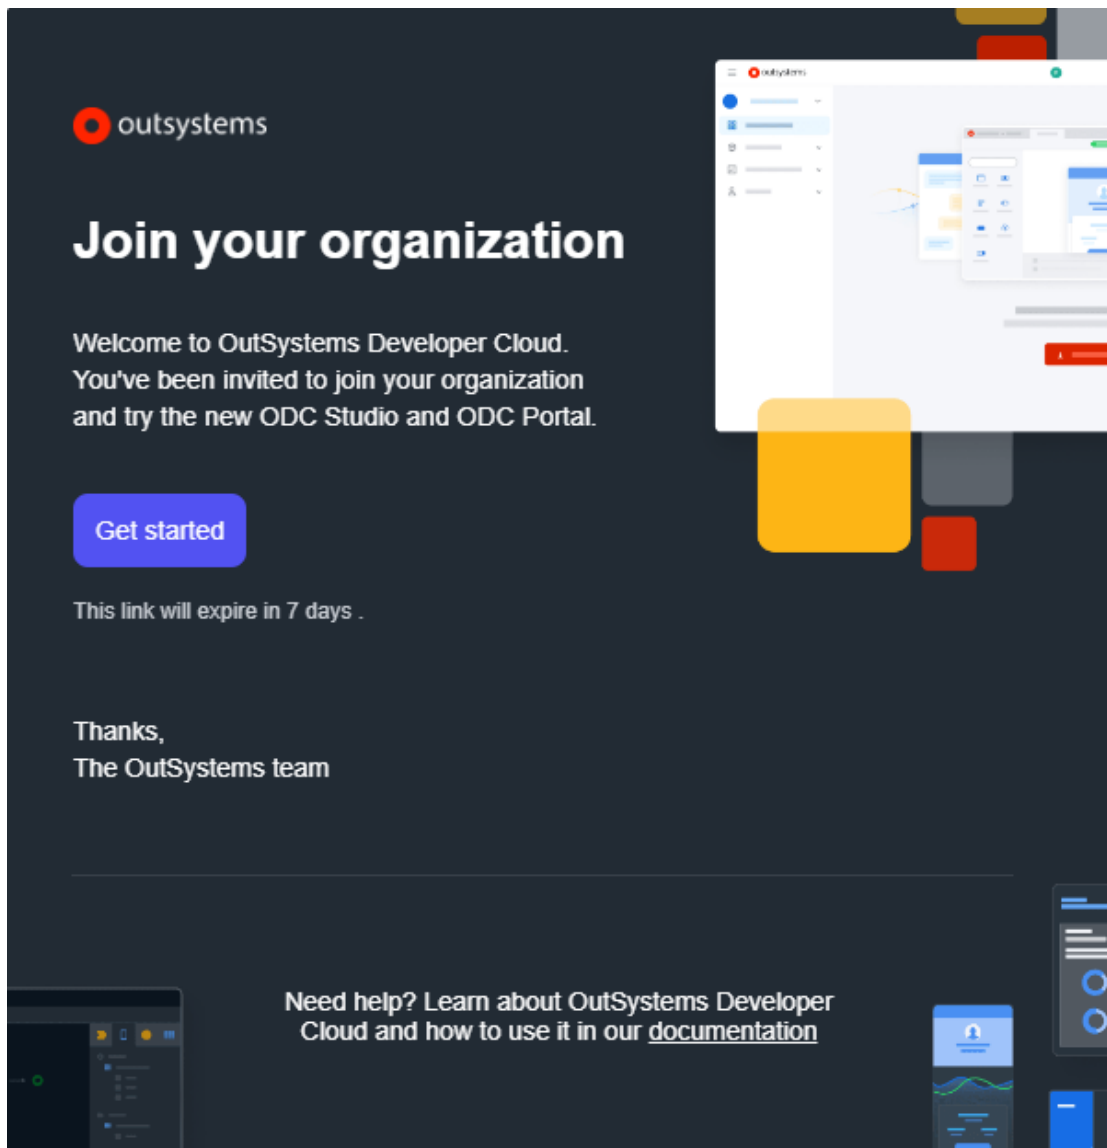 outsystems
outsystems
Join your organization
Welcome to OutSystems Developer Cloud.
You've been invited to join your organization
and try the new ODC Studio and ODC Portal.
Get started
This link will expire in 7 days .
Thanks,
The OutSystems team
Need help? Learn about OutSystems Developer
Cloud and how to use it in our documentation